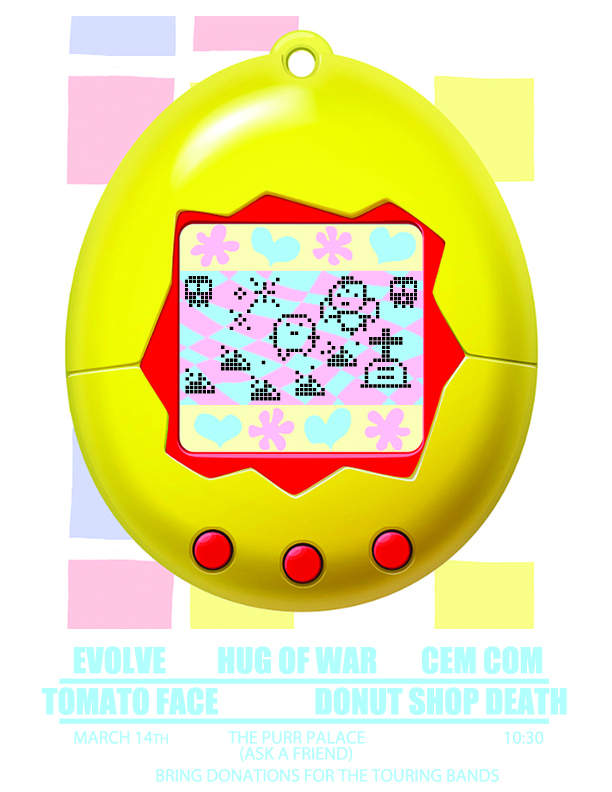 EVOLVE HUG OF WAR CEM COM
TOMATO FACE DONUT SHOP DEATH
MARCH 14TH THE PURR PALACE 10:30
(ASK A FRIEND)
BRING DONATIONS FOR THE TOURING BANDS